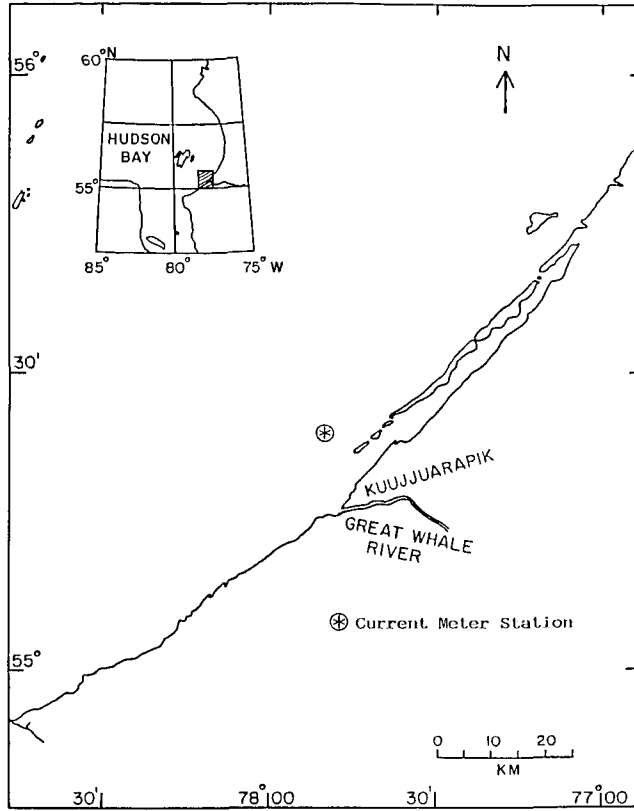 56°
60°N
N
HUDSON
BAY
55°
85° 80° 75° W
30'
KUUJJUARAPIK
GREAT WHALE
RIVER
Current Meter Station
55°
0 10 20
KM
30' 78°00 30' 77°00